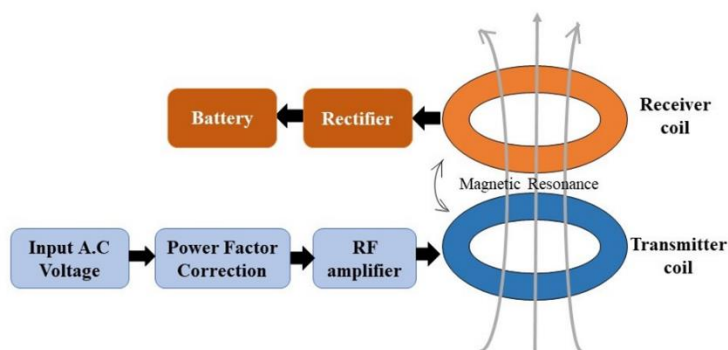 Battery
Rectifier
Receiver
coil
Magnetic Resonance
Input A.C
Voltage
Power Factor
Correction
RF
amplifier
Transmitter
coil